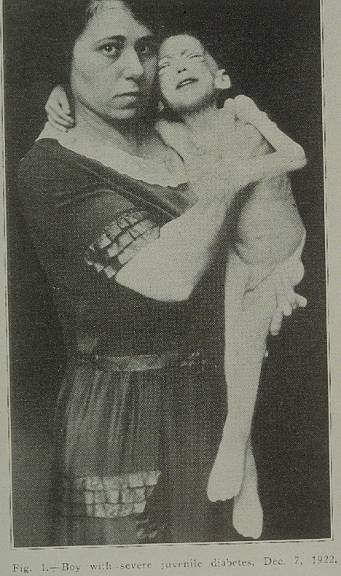 Fig. 1.—Boy with severe juvenile diabetes, Dec. 7, 1922.